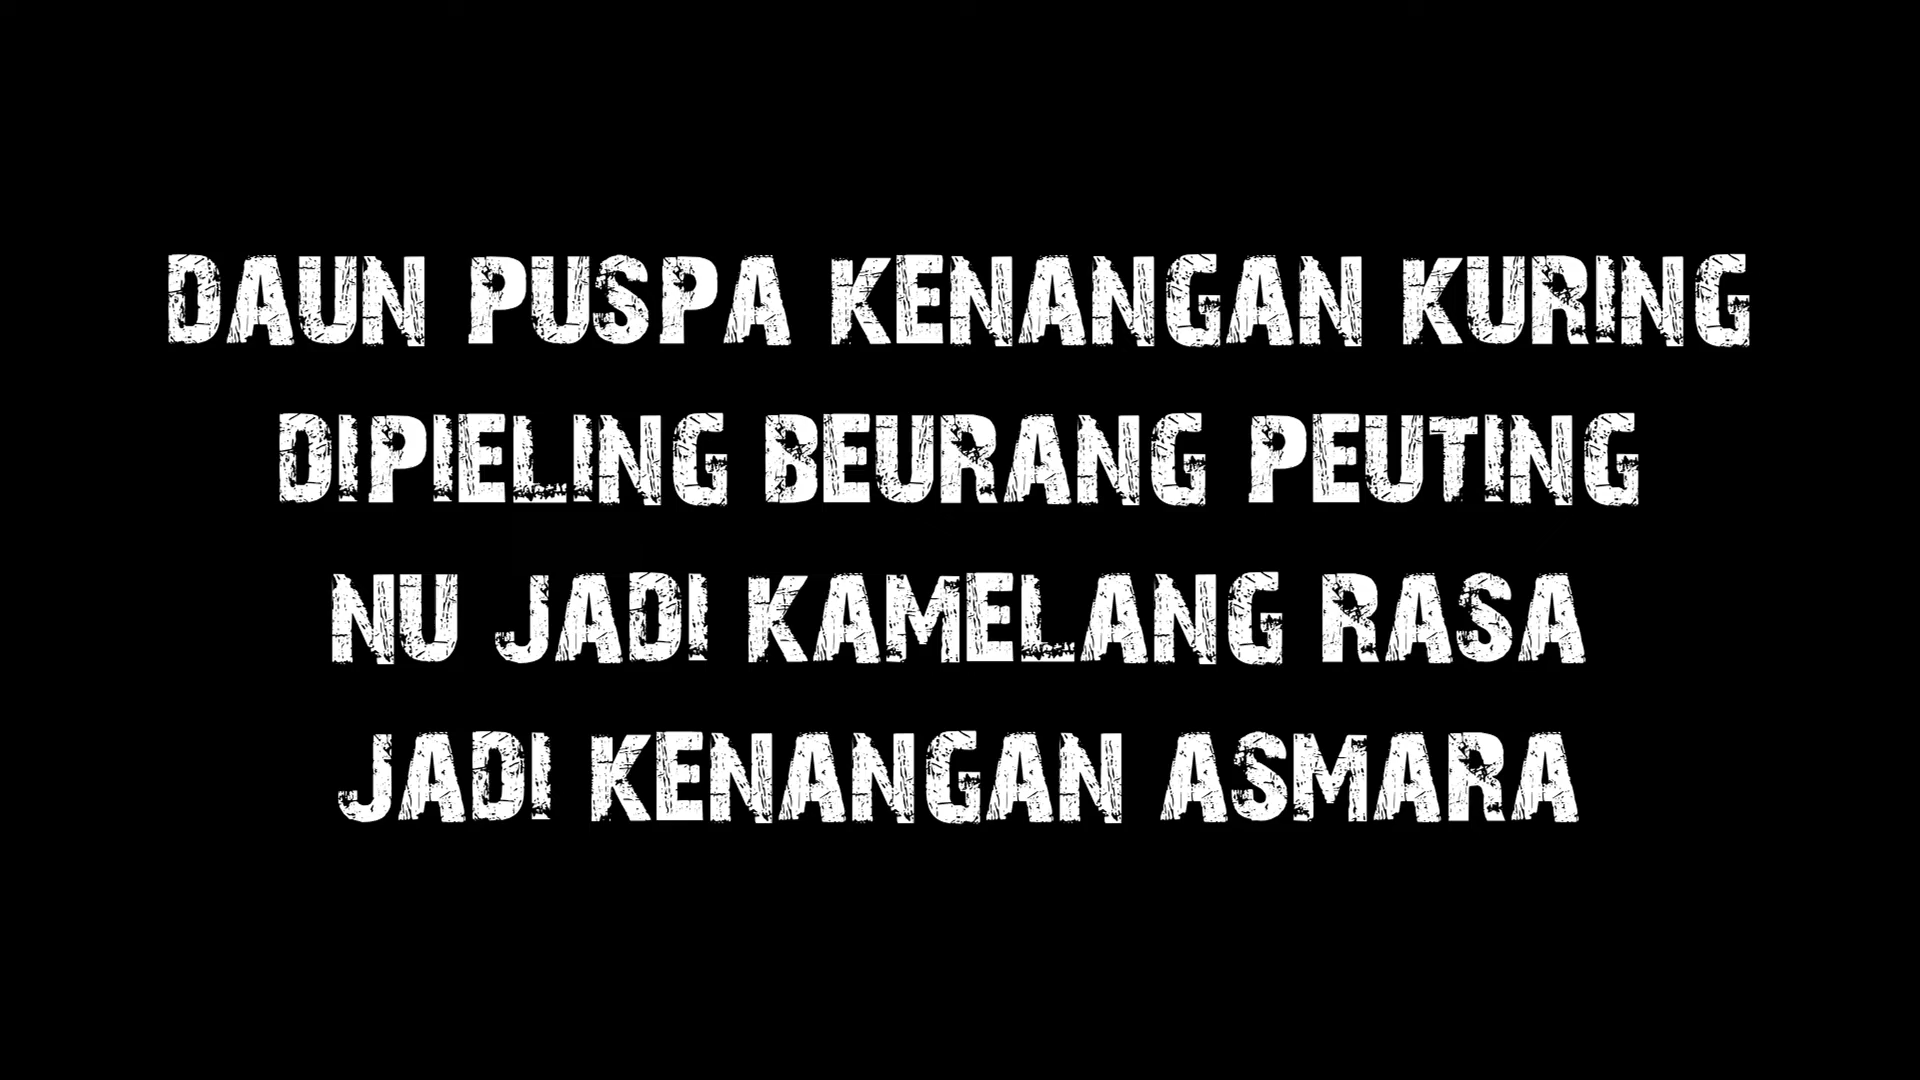 DAUN PUSPA KENANGAN KURING
DIPIELING BEURANG PEUTING
NU JADI KAMELANG RASA
JADI KENANGAN ASMARA